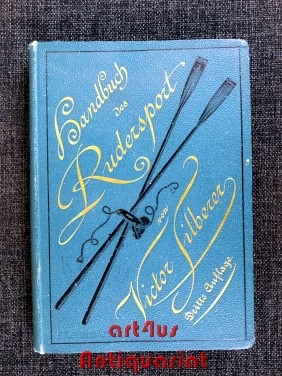 Handbuch
des
Rudersport
von
Victor Silberer
Dritte Auflage.
art4us
Antiquariat